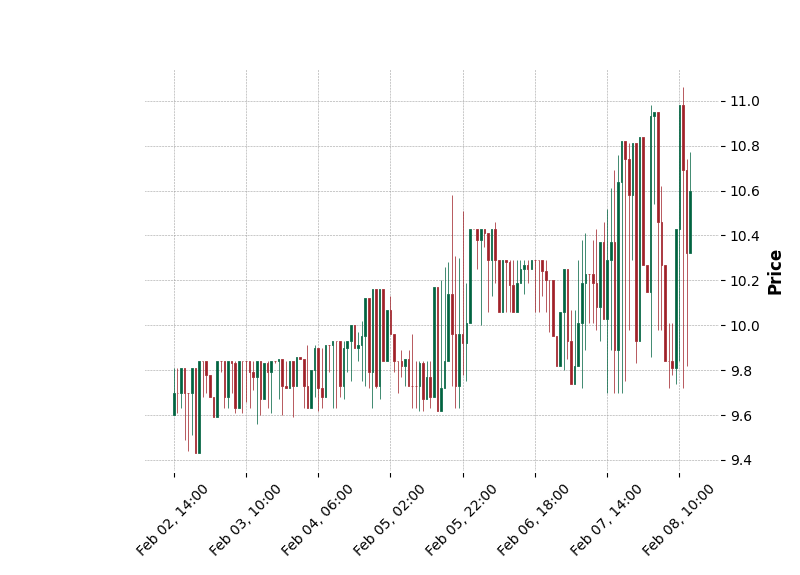 11.0
10.8
10.6
10.4
10.2
10.0
9.8
9.6
9.4
Price
Feb 02, 14:00
Feb 03, 10:00
Feb 04, 06:00
Feb 05, 02:00
Feb 05, 22:00
Feb 06, 18:00
Feb 07, 14:00
Feb 08, 10:00